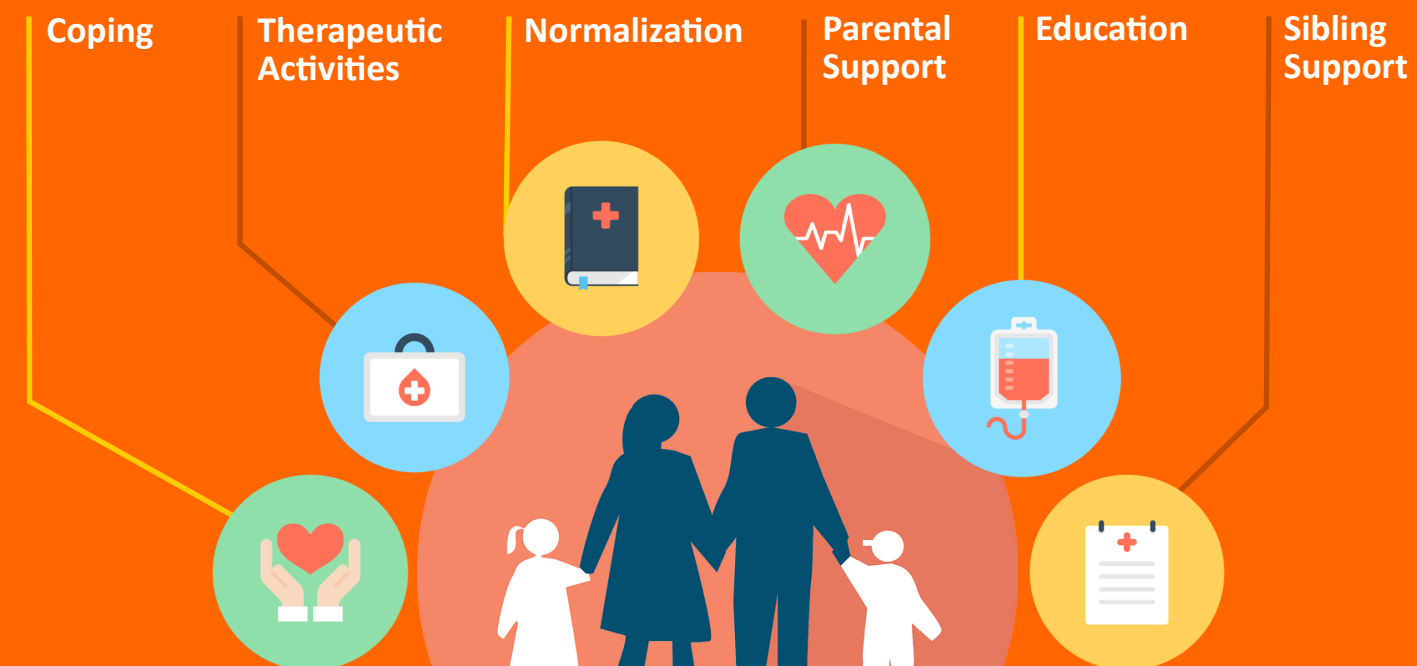 Coping
Therapeutic
Activities
Normalization
Parental
Support
Education
Sibling
Support